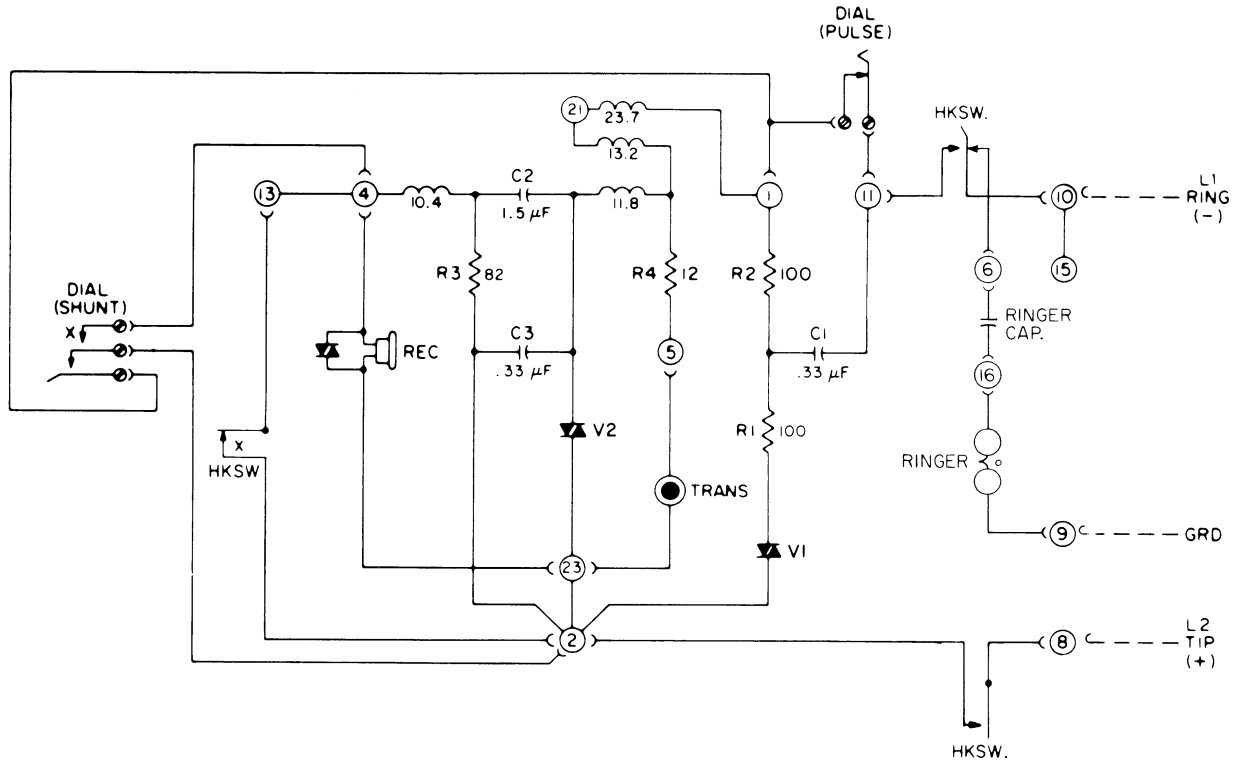 DIAL
(PULSE)
HKSW.
21
23.7
13.2
13
4
10.4
C2
1.5 µF
11.8
1
11
10
L1
RING
(-)
R3 82
R4 12
R2 100
6
15
DIAL
(SHUNT)
X
REC
C3
.33 µF
5
C1
.33 µF
RINGER
CAP.
16
X
HKSW
V2
R1 100
RINGER
TRANS
V1
23
9
GRD
2
8
L2
TIP
(+)
HKSW.